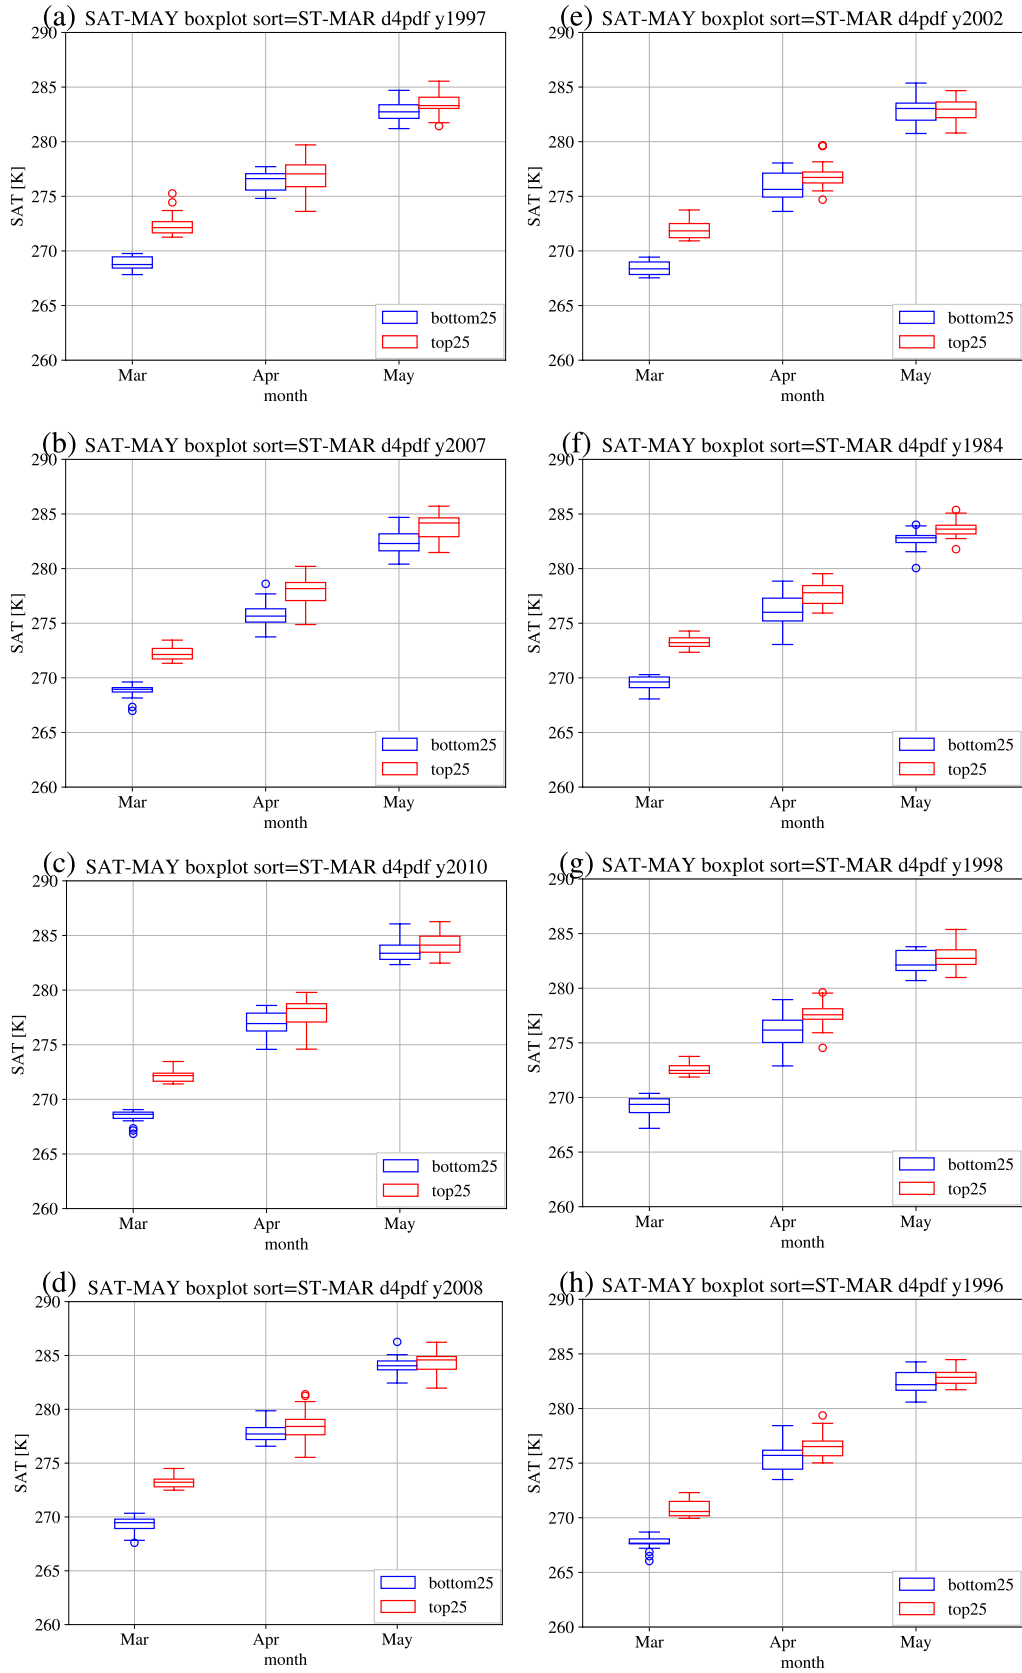 (a) SAT-MAY boxplot sort=ST-MAR d4pdf y1997
290
285
280
275
270
265
260
SAT [K]
Mar Apr May
month
bottom25
top25
(b) SAT-MAY boxplot sort=ST-MAR d4pdf y2007
290
285
280
275
270
265
260
SAT [K]
Mar Apr May
month
bottom25
top25
(c) SAT-MAY boxplot sort=ST-MAR d4pdf y2010
290
285
280
275
270
265
260
SAT [K]
Mar Apr May
month
bottom25
top25
(d) SAT-MAY boxplot sort=ST-MAR d4pdf y2008
290
285
280
275
270
265
260
SAT [K]
Mar Apr May
month
bottom25
top25
(e) SAT-MAY boxplot sort=ST-MAR d4pdf y2002
290
285
280
275
270
265
260
SAT [K]
Mar Apr May
month
bottom25
top25
(f) SAT-MAY boxplot sort=ST-MAR d4pdf y1984
290
285
280
275
270
265
260
SAT [K]
Mar Apr May
month
bottom25
top25
(g) SAT-MAY boxplot sort=ST-MAR d4pdf y1998
290
285
280
275
270
265
260
SAT [K]
Mar Apr May
month
bottom25
top25
(h) SAT-MAY boxplot sort=ST-MAR d4pdf y1996
290
285
280
275
270
265
260
SAT [K]
Mar Apr May
month
bottom25
top25